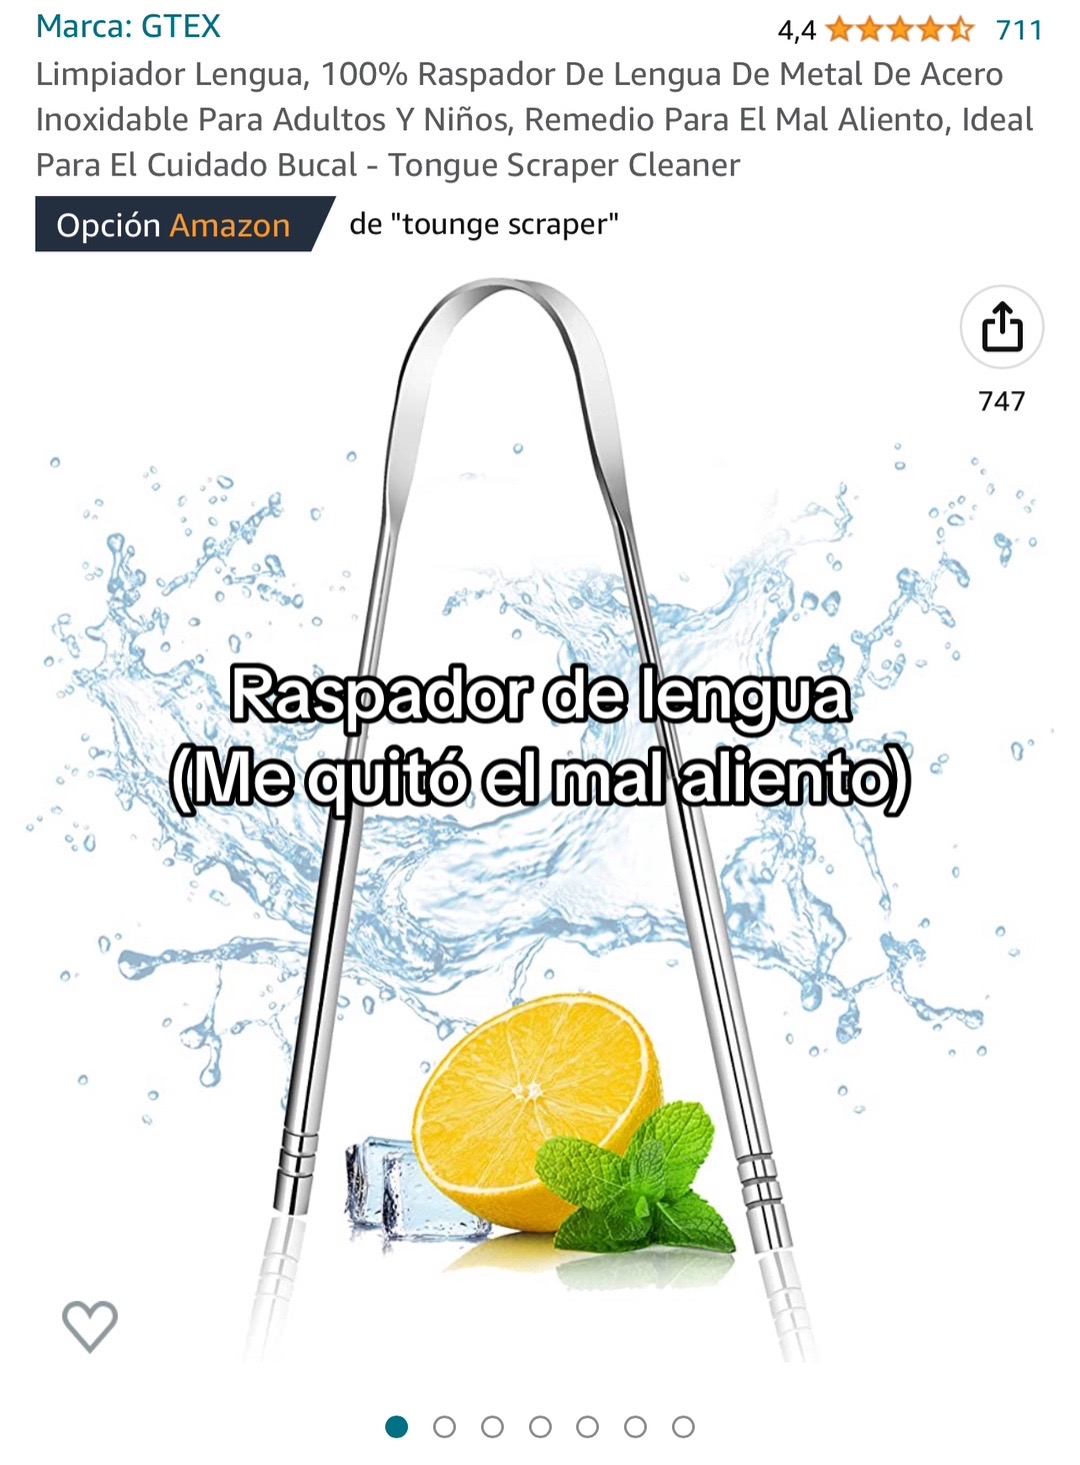 Marca: GTEX
4,4 711
Limpiador Lengua, 100% Raspador De Lengua De Metal De Acero
Inoxidable Para Adultos Y Niños, Remedio Para El Mal Aliento, Ideal
Para El Cuidado Bucal - Tongue Scraper Cleaner
Opción Amazon de "tounge scraper"
747
Raspador de lengua
(Me quitó el mal aliento)